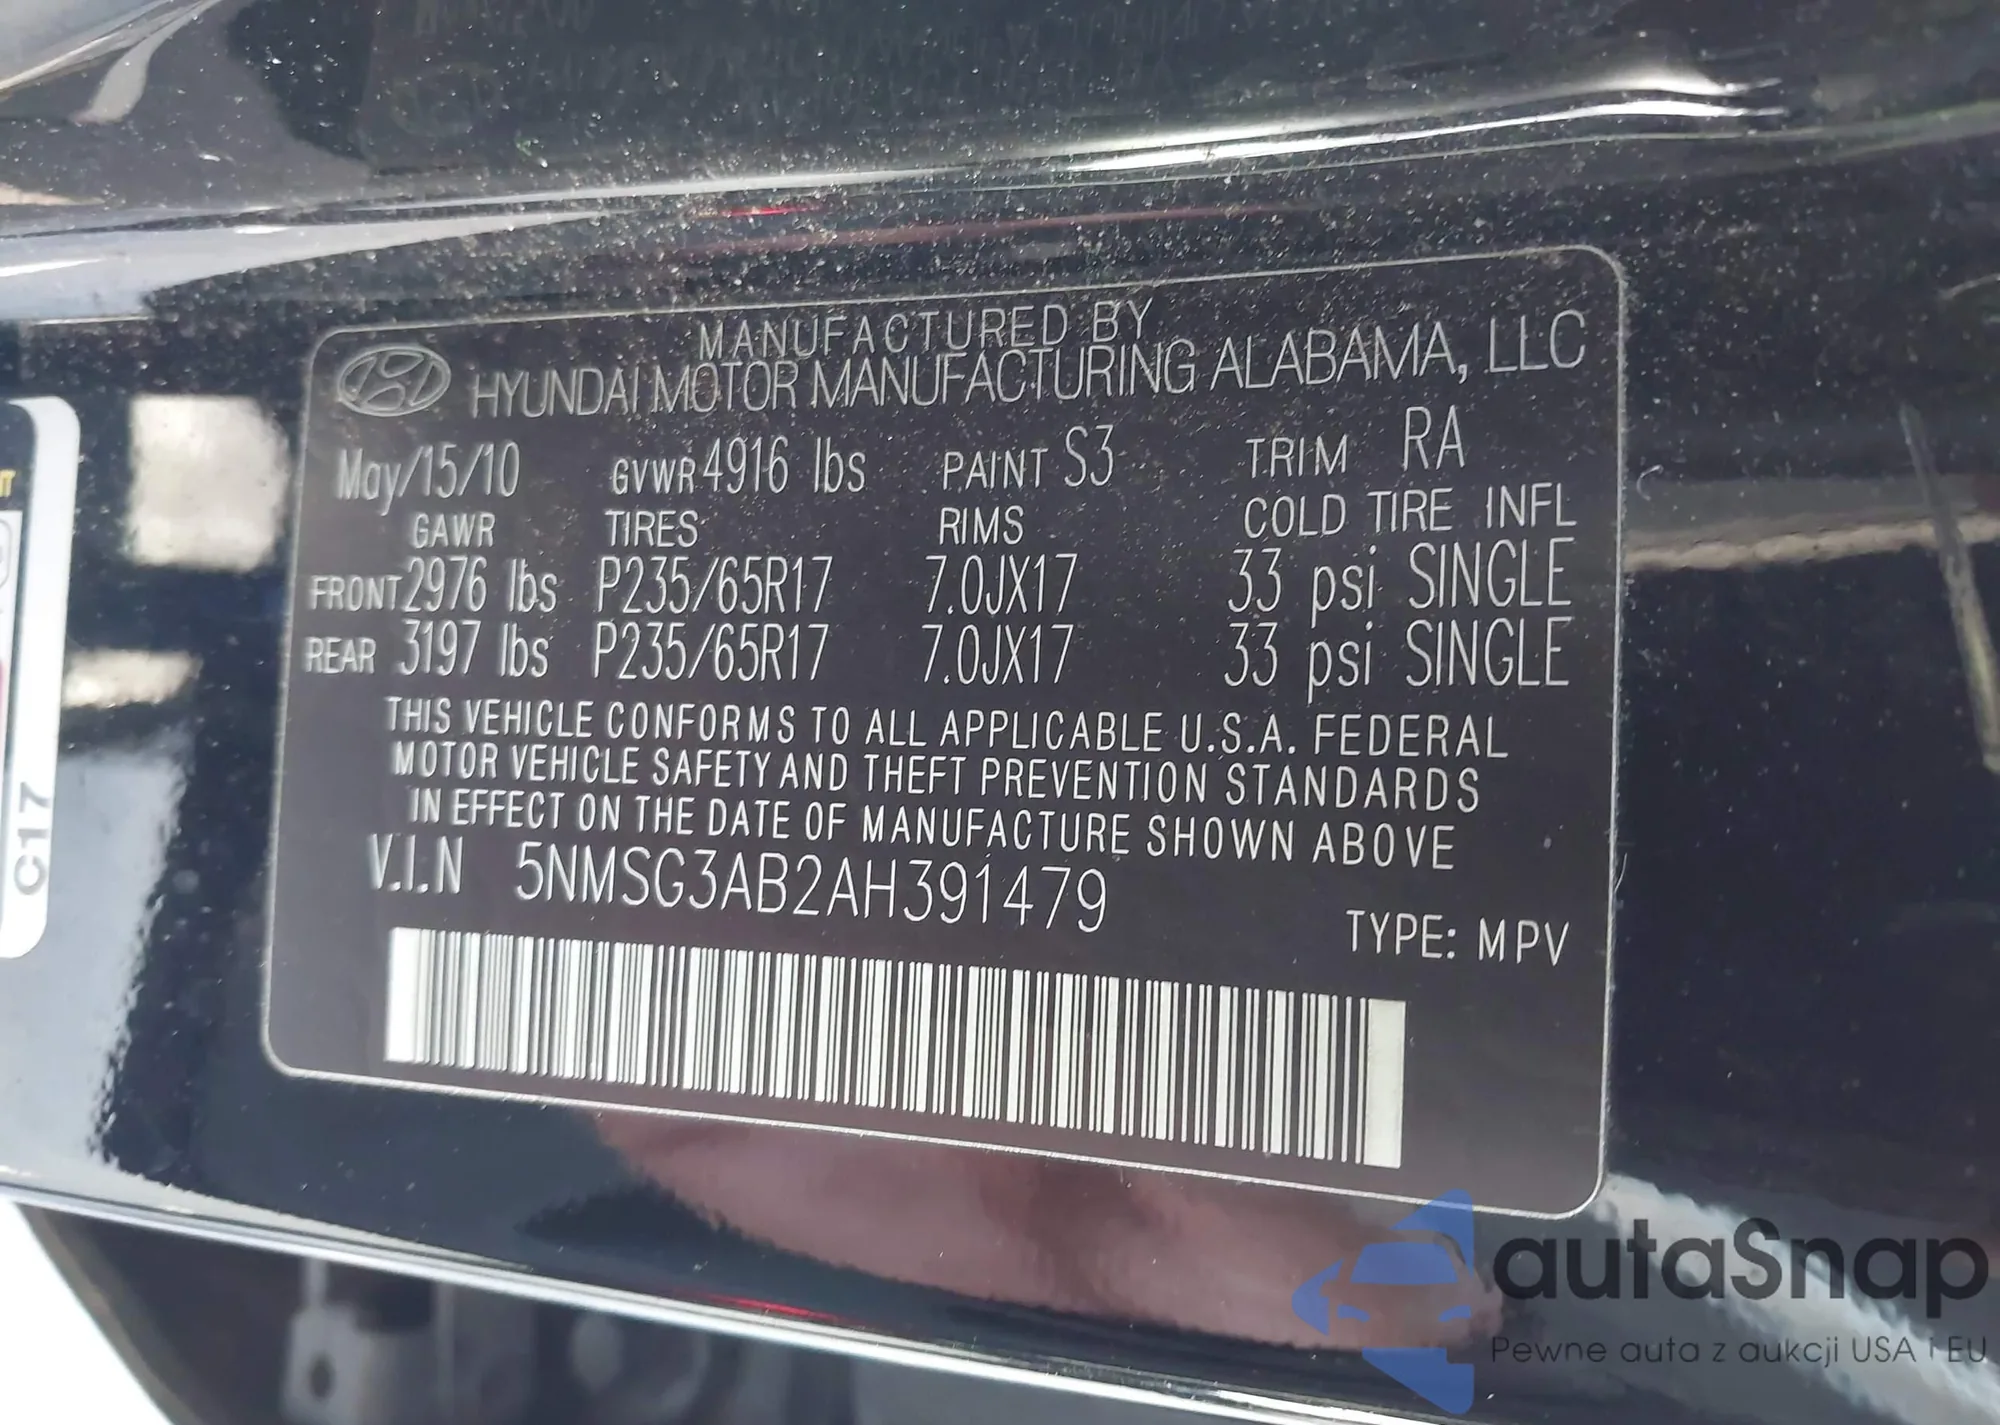 MANUFACTURED BY
HYUNDAI MOTOR MANUFACTURING ALABAMA, LLC
May/15/10 GVWR 4916 lbs PAINT S3 TRIM RA
GAWR TIRES RIMS COLD TIRE INFL
FRONT 2976 lbs P235/65R17 7.0JX17 33 psi SINGLE
REAR 3197 lbs P235/65R17 7.0JX17 33 psi SINGLE
THIS VEHICLE CONFORMS TO ALL APPLICABLE U.S.A. FEDERAL
MOTOR VEHICLE SAFETY AND THEFT PREVENTION STANDARDS
IN EFFECT ON THE DATE OF MANUFACTURE SHOWN ABOVE
V.I.N 5NMSG3AB2AH391479
TYPE: MPV
C17
autaSnap
Pewne auta z aukcji USA i EU